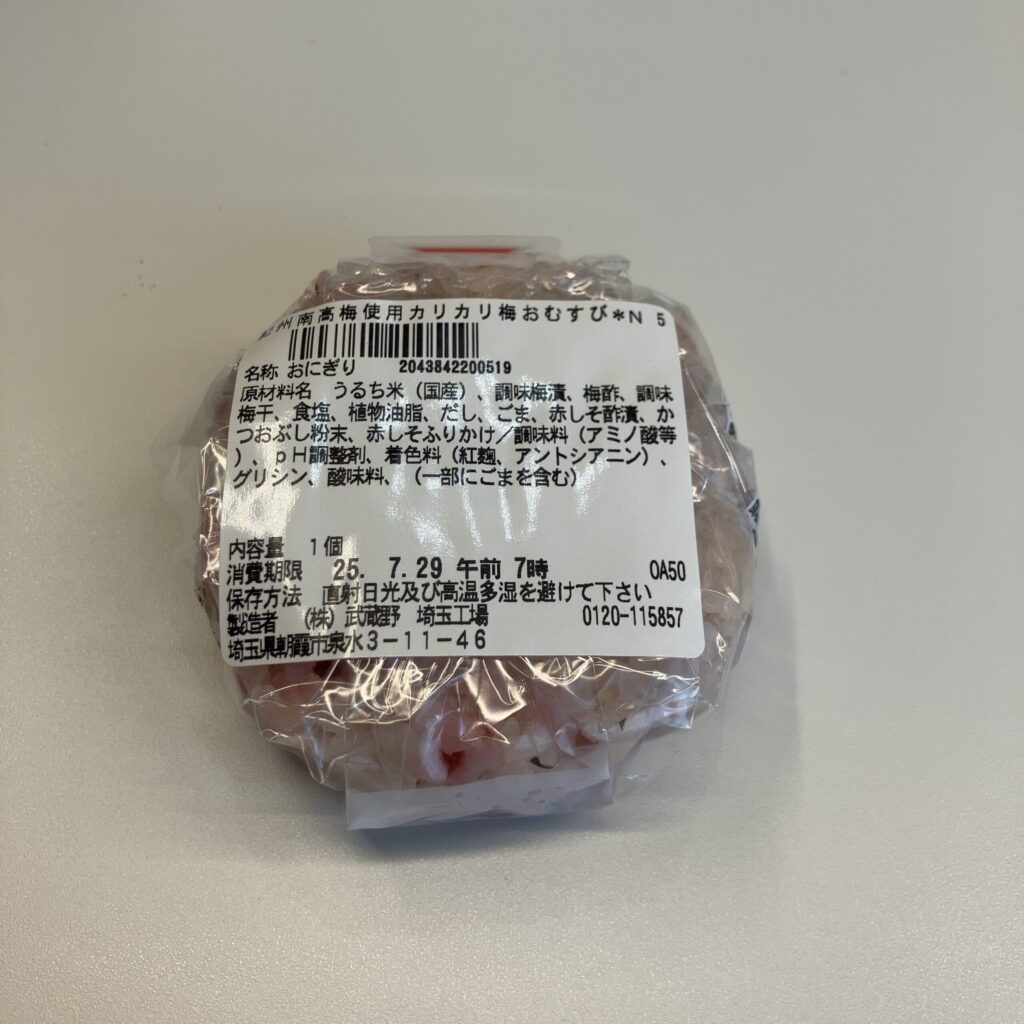 紀州南高梅使用カリカリ梅おむすび*N 5
名称 おにぎり 2043842200519
原材料名 うるち米(国産)、調味梅漬、梅酢、調味
梅干、食塩、植物油脂、だし、ごま、赤しそ酢漬、か
つおぶし粉末、赤しそふりかけ/調味料(アミノ酸等
)、pH調整剤、着色料(紅麹、アントシアニン)、
グリシン、酸味料、(一部にごまを含む)
内容量 1個
消費期限 25. 7.29 午前 7時 OA50
保存方法 直射日光及び高温多湿を避けて下さい
製造者 (株)武蔵野 埼玉工場 0120-115857
埼玉県朝霞市泉水3-11-46